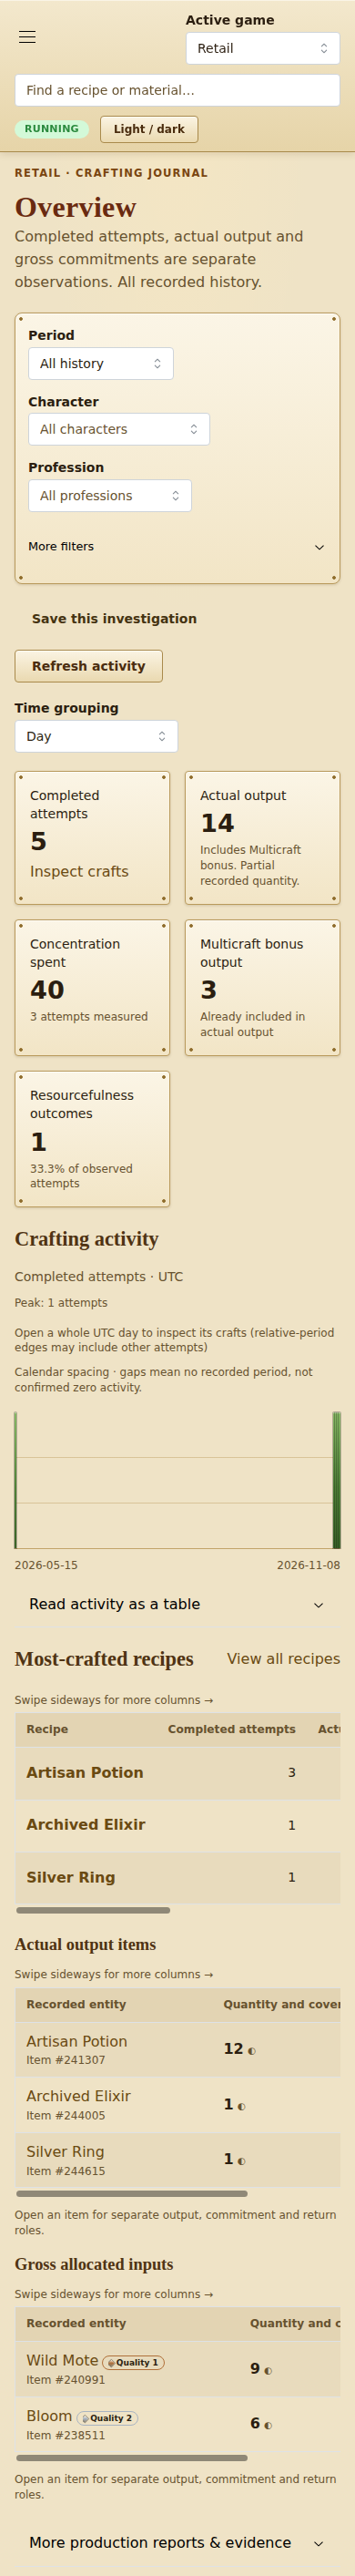 Active game
Retail
Find a recipe or material...
RUNNING
Light / dark
RETAIL · CRAFTING JOURNAL
Overview
Completed attempts, actual output and
gross commitments are separate
observations. All recorded history.
Period
All history
Character
All characters
Profession
All professions
More filters
Save this investigation
Refresh activity
Time grouping
Day
Completed
attempts
5
Inspect crafts
Actual output
14
Includes Multicraft
bonus. Partial
recorded quantity.
Concentration
spent
40
3 attempts measured
Multicraft bonus
output
3
Already included in
actual output
Resourcefulness
outcomes
1
33.3% of observed
attempts
Crafting activity
Completed attempts · UTC
Peak: 1 attempts
Open a whole UTC day to inspect its crafts (relative-period
edges may include other attempts)
Calendar spacing · gaps mean no recorded period, not
confirmed zero activity.
2026-05-15 2026-11-08
Read activity as a table
Most-crafted recipes View all recipes
Swipe sideways for more columns →
Recipe Completed attempts
Artisan Potion 3
Archived Elixir 1
Silver Ring 1
Actual output items
Swipe sideways for more columns →
Recorded entity Quantity and
Artisan Potion
Item #241307
12
Archived Elixir
Item #244005
1
Silver Ring
Item #244615
1
Open an item for separate output, commitment and return
roles.
Gross allocated inputs
Swipe sideways for more columns →
Recorded entity Quantity and
Wild Mote Quality 1
Item #240991
9
Bloom Quality 2
Item #238511
6
Open an item for separate output, commitment and return
roles.
More production reports & evidence